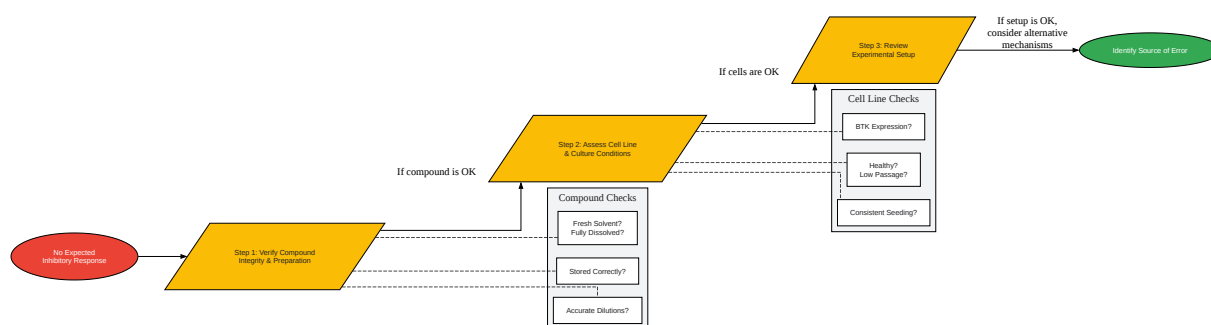 No Expected
Inhibitory Response
Step 1: Verify Compound
Integrity & Preparation
If compound is OK
Compound Checks
Fresh Solvent?
Fully Dissolved?
Stored Correctly?
Accurate Dilutions?
Step 2: Assess Cell Line
& Culture Conditions
If cells are OK
Cell Line Checks
BTK Expression?
Healthy?
Low Passage?
Consistent Seeding?
Step 3: Review
Experimental Setup
If setup is OK,
consider alternative
mechanisms
Identify Source of Error